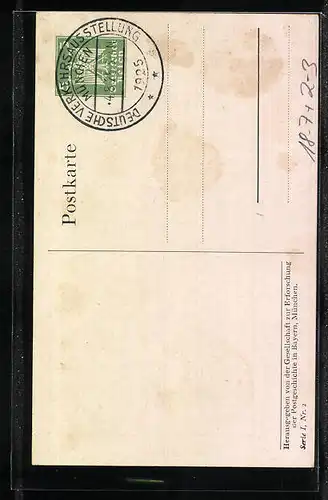 DEUTSCHE VERKEHRSAUSSTELLUNG
MÜNCHEN
1925
Postkarte
18-7+2-3
Herausgegeben von der Gesellschaft zur Erforschung
der Postgeschichte in Bayern, München.
Serie I, Nr. 2